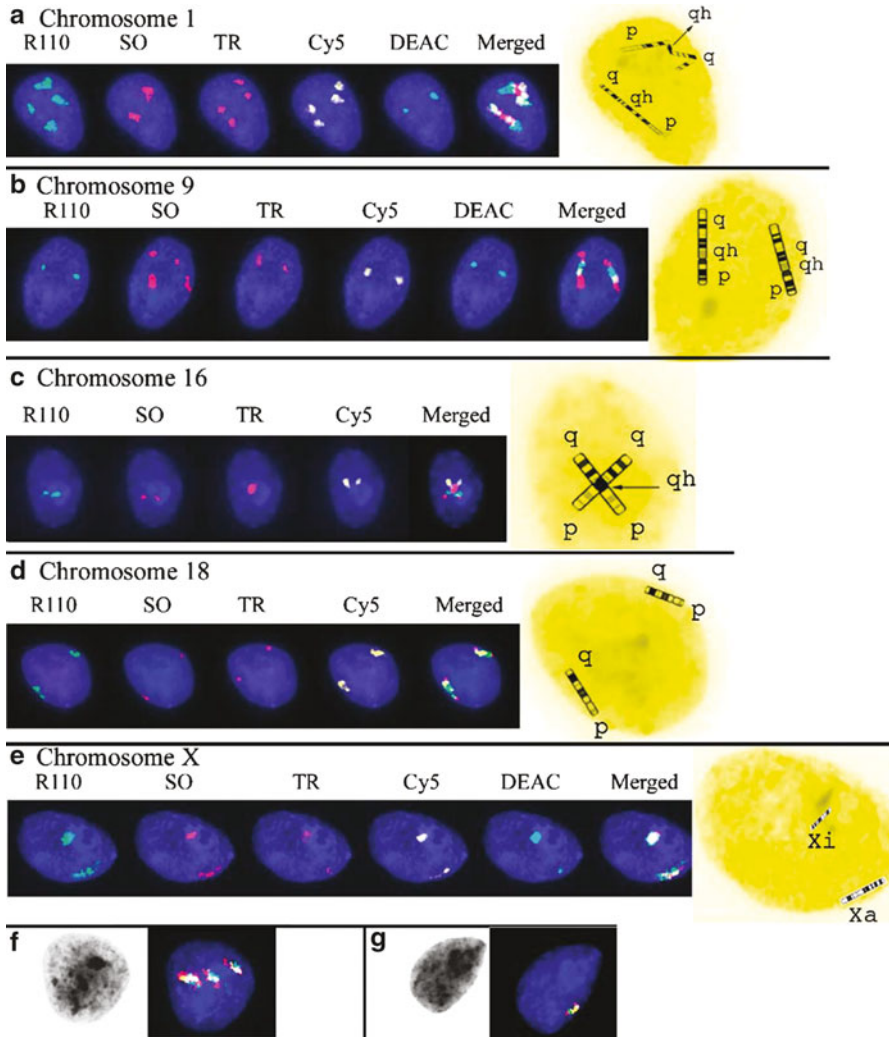 a Chromosome 1
R110 SO TR Cy5 DEAC Merged
p
qh
q
q
qh
p
b Chromosome 9
R110 SO TR Cy5 DEAC Merged
q
qh
p
q
qh
p
c Chromosome 16
R110 SO TR Cy5 Merged
q q
qh
p p
d Chromosome 18
R110 SO TR Cy5 Merged
q
p
q
p
e Chromosome X
R110 SO TR Cy5 DEAC Merged
Xi
Xa
f g